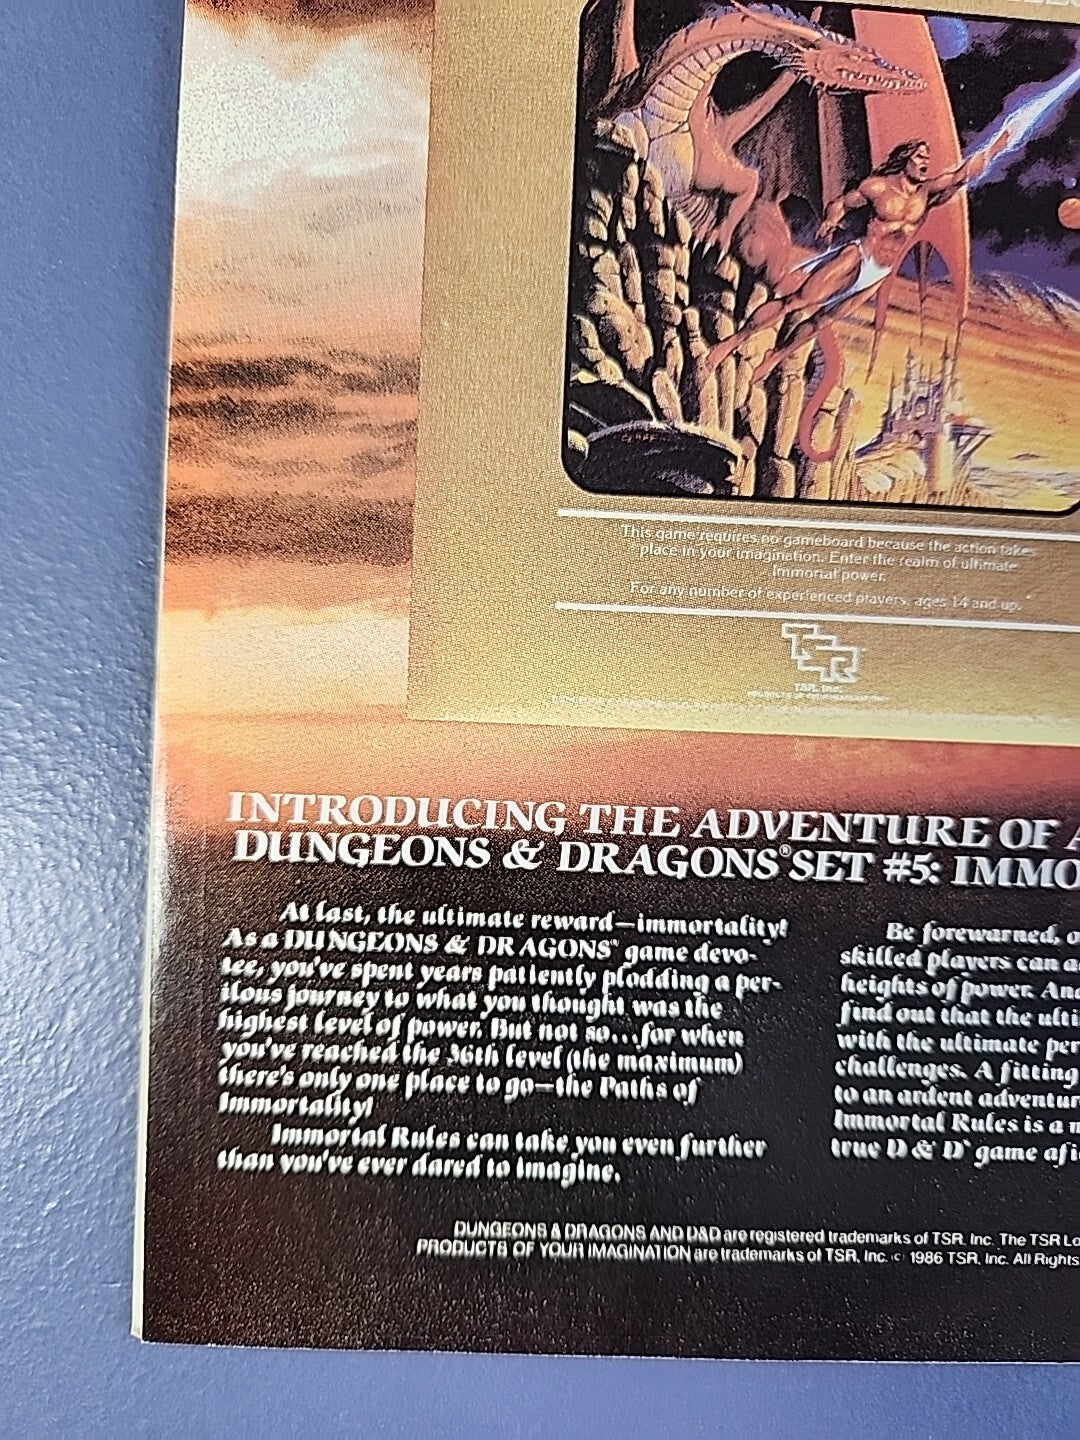 This game requires no gameboard because the action takes
place in your imagination. Enter the realm of ultimate
Immortal power.
For any number of experienced players, ages 14 and up.
TSR
TSR, Inc.
PRODUCTS OF YOUR IMAGINATION
INTRODUCING THE ADVENTURE OF A
DUNGEONS & DRAGONS® SET #5: IMMO
At last, the ultimate reward—immortality!
As a DUNGEONS & DRAGONS® game devo-
tee, you've spent years patiently plodding a per-
ilous journey to what you thought was the
highest level of power. But not so...for when
you've reached the 36th level (the maximum)
there's only one place to go—the Paths of
Immortality!
Immortal Rules can take you even further
than you've ever dared to imagine.
Be forewarned, o
skilled players can a
heights of power. An
find out that the ulti
with the ultimate per
challenges. A fitting
to an ardent adventur
Immortal Rules is a m
true D & D® game afi
DUNGEONS & DRAGONS AND D&D are registered trademarks of TSR, Inc. The TSR Lo
PRODUCTS OF YOUR IMAGINATION are trademarks of TSR, Inc. © 1986 TSR, Inc. All Rights